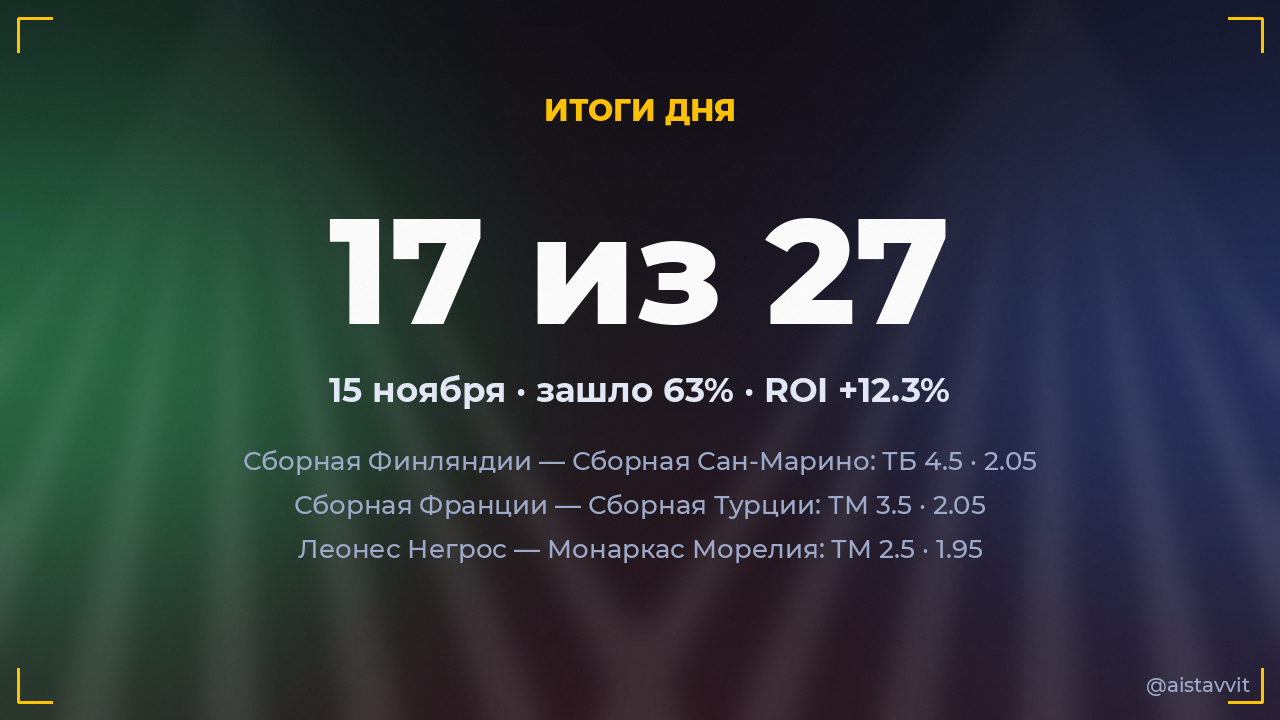 ИТОГИ ДНЯ
17 из 27
15 ноября · зашло 63% · ROI +12.3%
Сборная Финляндии — Сборная Сан-Марино: ТБ 4.5 · 2.05
Сборная Франции — Сборная Турции: ТМ 3.5 · 2.05
Леонес Негрос — Монаркас Морелия: ТМ 2.5 · 1.95
@aistavvit